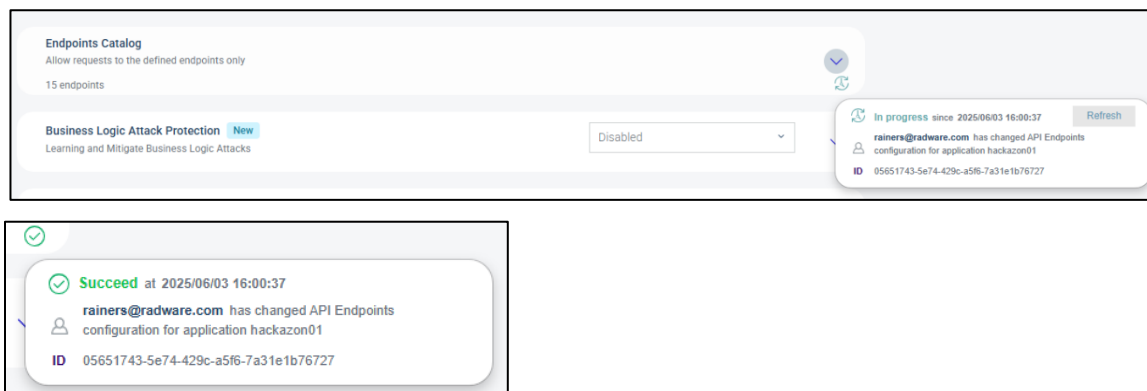 Endpoints Catalog
Allow requests to the defined endpoints only
15 endpoints
Business Logic Attack Protection New
Learning and Mitigate Business Logic Attacks
Disabled
In progress since 2025/06/03 16:00:37 Refresh
rainers@radware.com has changed API Endpoints
configuration for application hackazon01
ID 05651743-5e74-429c-a5f6-7a31e1b76727
Succeed at 2025/06/03 16:00:37
rainers@radware.com has changed API Endpoints
configuration for application hackazon01
ID 05651743-5e74-429c-a5f6-7a31e1b76727